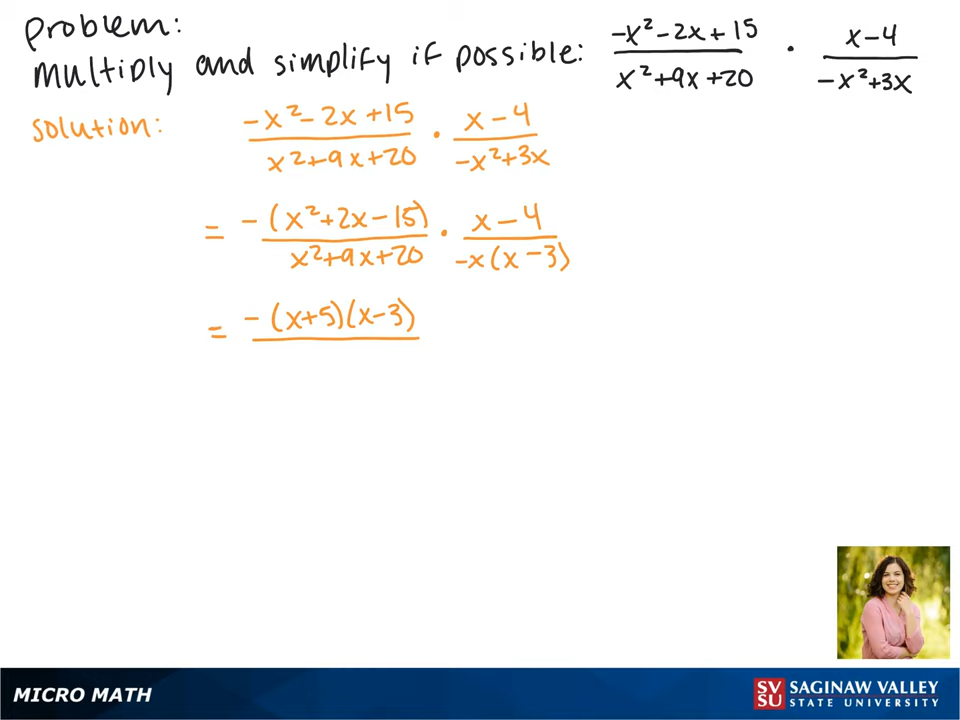 problem:
multiply and simplify if possible: (-x²-2x+15)/(x²+9x+20) · (x-4)/(-x²+3x)
solution: (-x²-2x+15)/(x²+9x+20) · (x-4)/(-x²+3x)
= -(x²+2x-15)/(x²+9x+20) · (x-4)/(-x(x-3))
= -(x+5)(x-3)
MICRO MATH
SV SU SAGINAW VALLEY
STATE UNIVERSITY